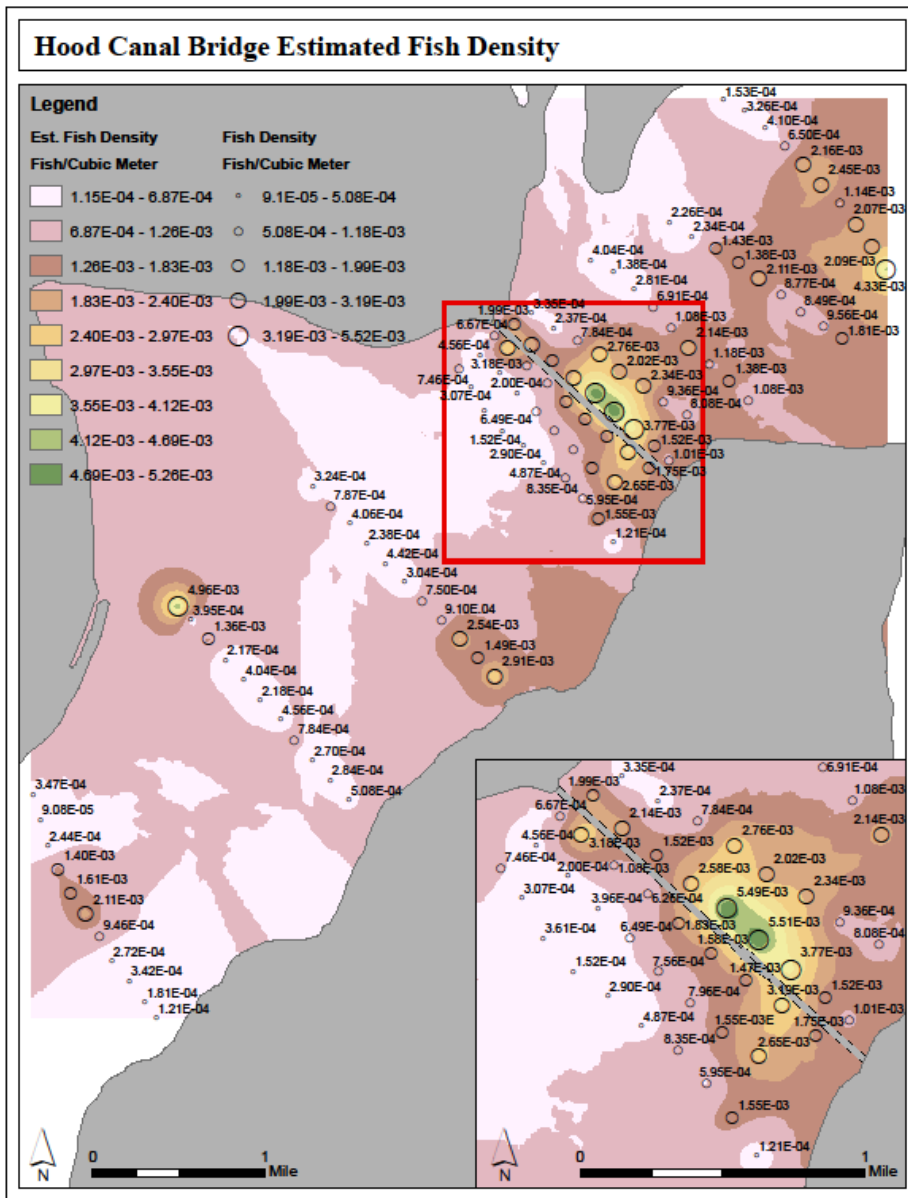 Hood Canal Bridge Estimated Fish Density
Legend
Est. Fish Density Fish Density
Fish/Cubic Meter Fish/Cubic Meter
1.15E-04 - 6.87E-04 9.1E-05 - 5.08E-04
6.87E-04 - 1.26E-03 5.08E-04 - 1.18E-03
1.26E-03 - 1.83E-03 1.18E-03 - 1.99E-03
1.83E-03 - 2.40E-03 1.99E-03 - 3.19E-03
2.40E-03 - 2.97E-03 3.19E-03 - 5.52E-03
2.97E-03 - 3.55E-03
3.55E-03 - 4.12E-03
4.12E-03 - 4.69E-03
4.69E-03 - 5.26E-03
1.53E-04
3.26E-04
4.10E-04
6.50E-04
2.16E-03
2.45E-03
1.14E-03
2.07E-03
2.09E-03
4.33E-03
2.26E-04
2.34E-04
1.43E-03
1.38E-03
2.11E-03
8.77E-04
8.49E-04
9.56E-04
1.81E-03
4.04E-04
1.38E-04
2.81E-04
6.91E-04
1.08E-03
2.14E-03
1.18E-03
1.38E-03
1.08E-03
3.35E-04
2.37E-04
7.84E-04
2.76E-03
2.02E-03
2.34E-03
9.36E-04
8.08E-04
1.99E-03
6.67E-04
4.56E-04
3.18E-03
7.46E-04
3.07E-04
2.00E-04
6.49E-04
1.52E-04
2.90E-04
4.87E-04
8.35E-04
5.95E-04
1.55E-03
1.21E-04
3.77E-03
1.52E-03
1.01E-03
1.75E-03
2.65E-03
3.24E-04
7.87E-04
4.06E-04
2.38E-04
4.42E-04
3.04E-04
7.50E-04
9.10E.04
2.54E-03
1.49E-03
2.91E-03
4.96E-03
3.95E-04
1.36E-03
2.17E-04
4.04E-04
2.18E-04
4.56E-04
7.84E-04
2.70E-04
2.84E-04
5.08E-04
3.47E-04
9.08E-05
2.44E-04
1.40E-03
1.61E-03
2.11E-03
9.46E-04
2.72E-04
3.42E-04
1.81E-04
1.21E-04
N
0 1
Mile
3.35E-04
6.91E-04
1.99E-03
2.37E-04
1.08E-03
6.67E-04
2.14E-03
7.84E-04
2.14E-03
4.56E-04
3.18E-03
1.52E-03
2.76E-03
7.46E-04
2.00E-04
1.08E-03
2.58E-03
2.02E-03
3.07E-04
3.96E-04
6.26E-04
5.49E-03
2.34E-03
3.61E-04
6.49E-04
1.83E-03
5.51E-03
9.36E-04
1.58E-03
8.08E-04
1.52E-04
7.56E-04
1.47E-03
3.77E-03
2.90E-04
7.96E-04
3.19E-03
1.52E-03
4.87E-04
1.55E-03E
1.75E-03
1.01E-03
8.35E-04
2.65E-03
5.95E-04
1.55E-03
1.21E-04
N
0 1
Mile